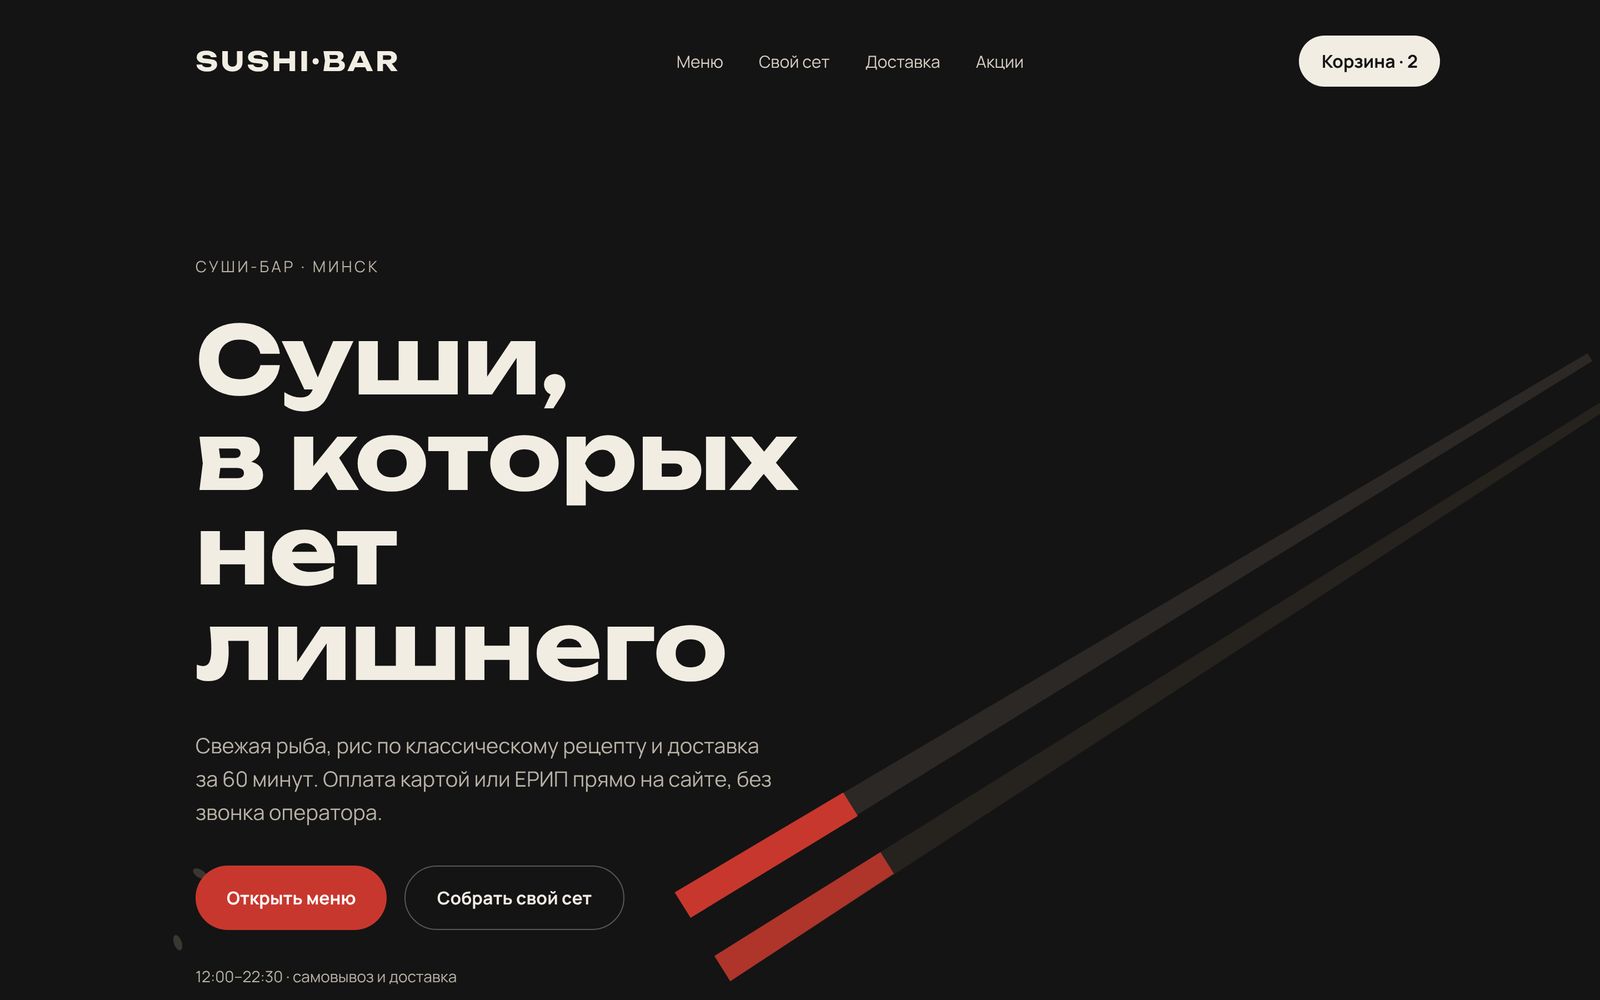 SUSHI·BAR
Меню
Свой сет
Доставка
Акции
Корзина · 2
СУШИ-БАР · МИНСК
Суши,
в которых
нет
лишнего
Свежая рыба, рис по классическому рецепту и доставка
за 60 минут. Оплата картой или ЕРИП прямо на сайте, без
звонка оператора.
Открыть меню
Собрать свой сет
12:00–22:30 · самовывоз и доставка